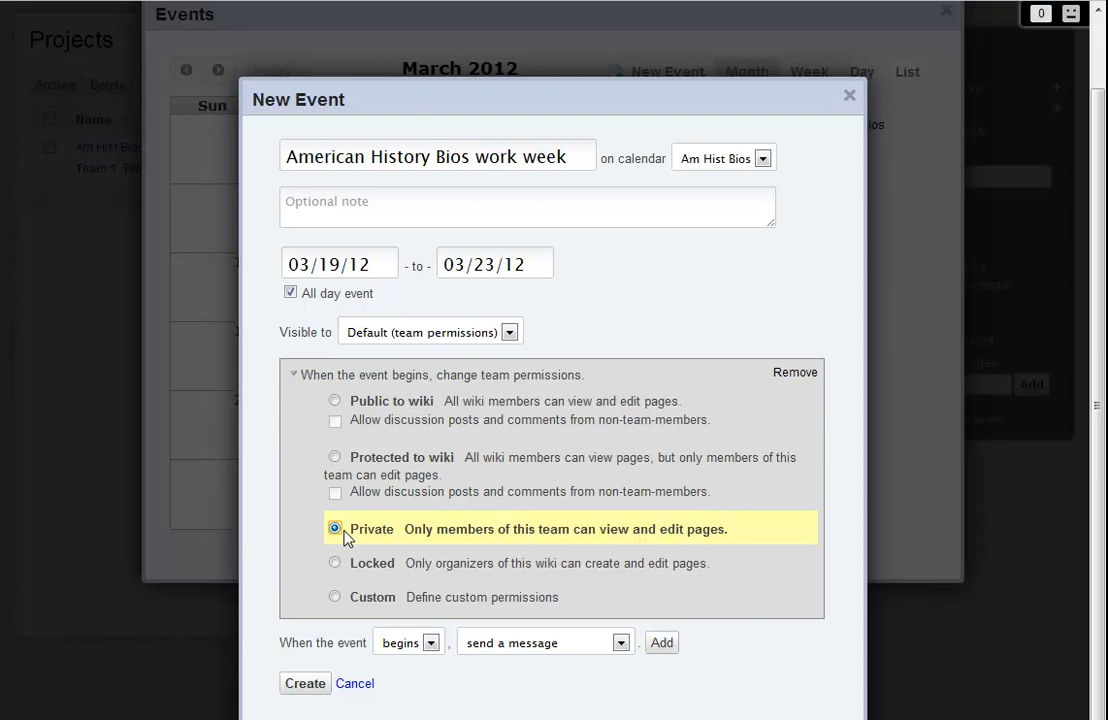 0
Events
Projects
March 2012
New Event Month Week Day List
Archive Delete
Sun
Name
Am Hist Bios
Team 1
New Event
American History Bios work week on calendar Am Hist Bios
Optional note
03/19/12 - to - 03/23/12
All day event
Visible to Default (team permissions)
When the event begins, change team permissions. Remove
Public to wiki All wiki members can view and edit pages.
Allow discussion posts and comments from non-team-members.
Protected to wiki All wiki members can view pages, but only members of this
team can edit pages.
Allow discussion posts and comments from non-team-members.
Private Only members of this team can view and edit pages.
Locked Only organizers of this wiki can create and edit pages.
Custom Define custom permissions
Add
When the event begins , send a message . Add
Create Cancel